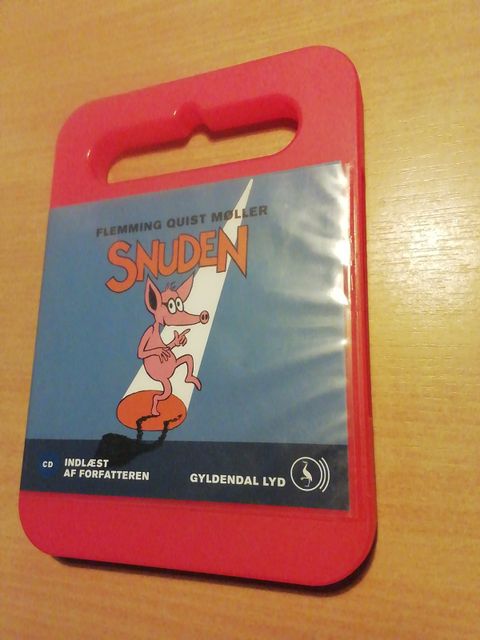 FLEMMING QUIST MØLLER
SNUDEN
CD
INDLÆST
AF FORFATTEREN
GYLDENDAL LYD